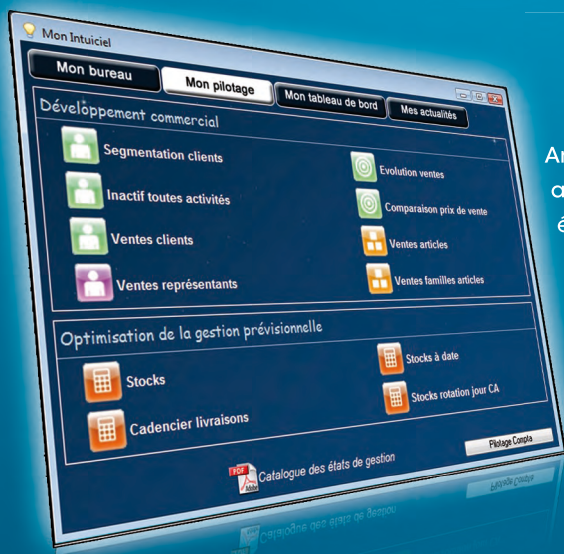 Mon Intuiciel
Mon bureau
Mon pilotage
Mon tableau de bord
Mes actualités
Développement commercial
Segmentation clients
Inactif toutes activités
Ventes clients
Ventes représentants
Evolution ventes
Comparaison prix de vente
Ventes articles
Ventes familles articles
Optimisation de la gestion prévisionnelle
Stocks
Cadencier livraisons
Stocks à date
Stocks rotation jour CA
PDF
Adobe
Catalogue des états de gestion
Pilotage Compta